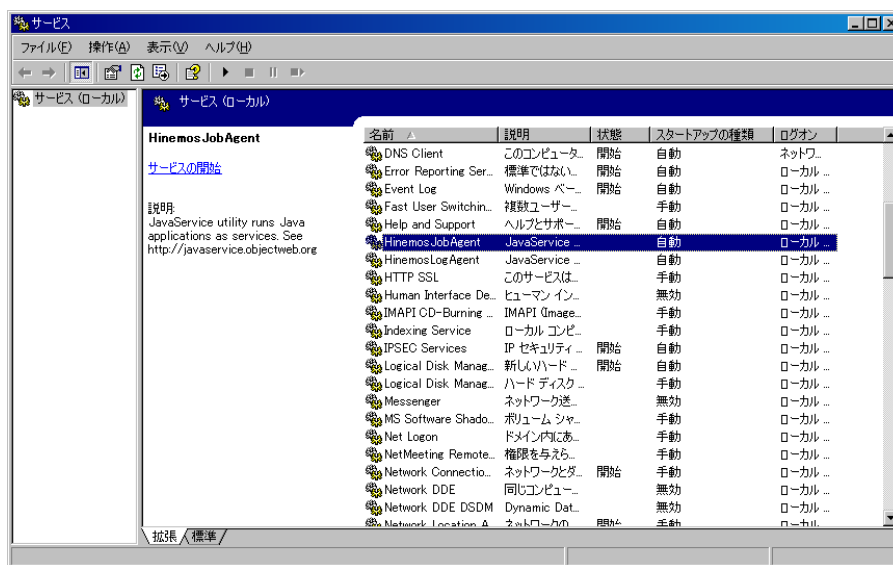 サービス
ファイル(F) 操作(A) 表示(V) ヘルプ(H)
サービス (ローカル)
サービス (ローカル)
HinemosJobAgent
サービスの開始
説明:
JavaService utility runs Java
applications as services. See
http://javaservice.objectweb.org
名前 説明 状態 スタートアップの種類 ログオン
DNS Client このコンピュータ... 開始 自動 ネットワ...
Error Reporting Ser... 標準ではない... 開始 自動 ローカル ...
Event Log Windows ベー... 開始 自動 ローカル ...
Fast User Switchin... 複数ユーザー... 手動 ローカル ...
Help and Support ヘルプとサポー... 開始 自動 ローカル ...
HinemosJobAgent JavaService ... 自動 ローカル ...
HinemosLogAgent JavaService ... 自動 ローカル ...
HTTP SSL このサービスは... 手動 ローカル ...
Human Interface De... ヒューマン イン... 無効 ローカル ...
IMAPI CD-Burning ... IMAPI (Image... 手動 ローカル ...
Indexing Service ローカル コンピ... 手動 ローカル ...
IPSEC Services IP セキュリティ ... 開始 自動 ローカル ...
Logical Disk Manag... 新しいハード ... 開始 自動 ローカル ...
Logical Disk Manag... ハード ディスク ... 手動 ローカル ...
Messenger ネットワーク送... 無効 ローカル ...
MS Software Shado... ボリューム シャ... 手動 ローカル ...
Net Logon ドメイン内にあ... 手動 ローカル ...
NetMeeting Remote... 権限を与えら... 手動 ローカル ...
Network Connectio... ネットワークとダ... 開始 手動 ローカル ...
Network DDE 同じコンピュー... 無効 ローカル ...
Network DDE DSDM Dynamic Dat... 無効 ローカル ...
Network Location A... ネットワークの... 開始 手動 ローカル ...
拡張 標準